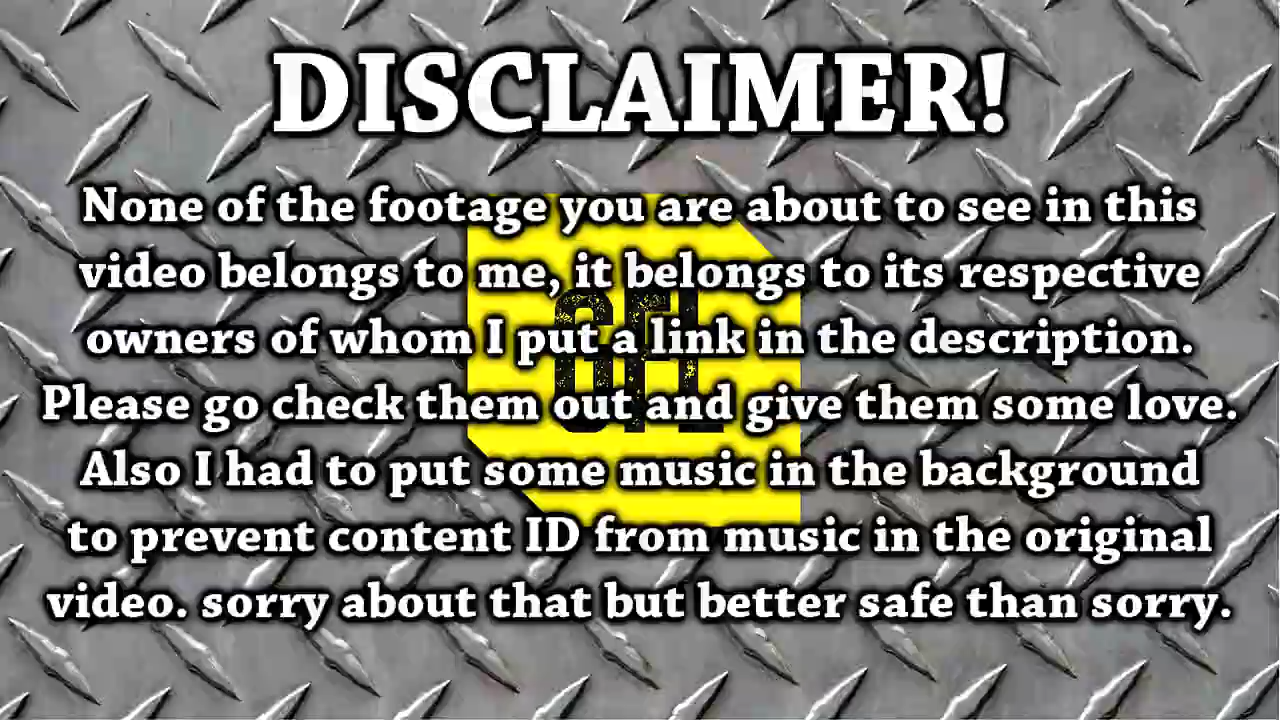 DISCLAIMER!
None of the footage you are about to see in this
video belongs to me, it belongs to its respective
owners of whom I put a link in the description.
Please go check them out and give them some love.
Also I had to put some music in the background
to prevent content ID from music in the original
video. sorry about that but better safe than sorry.